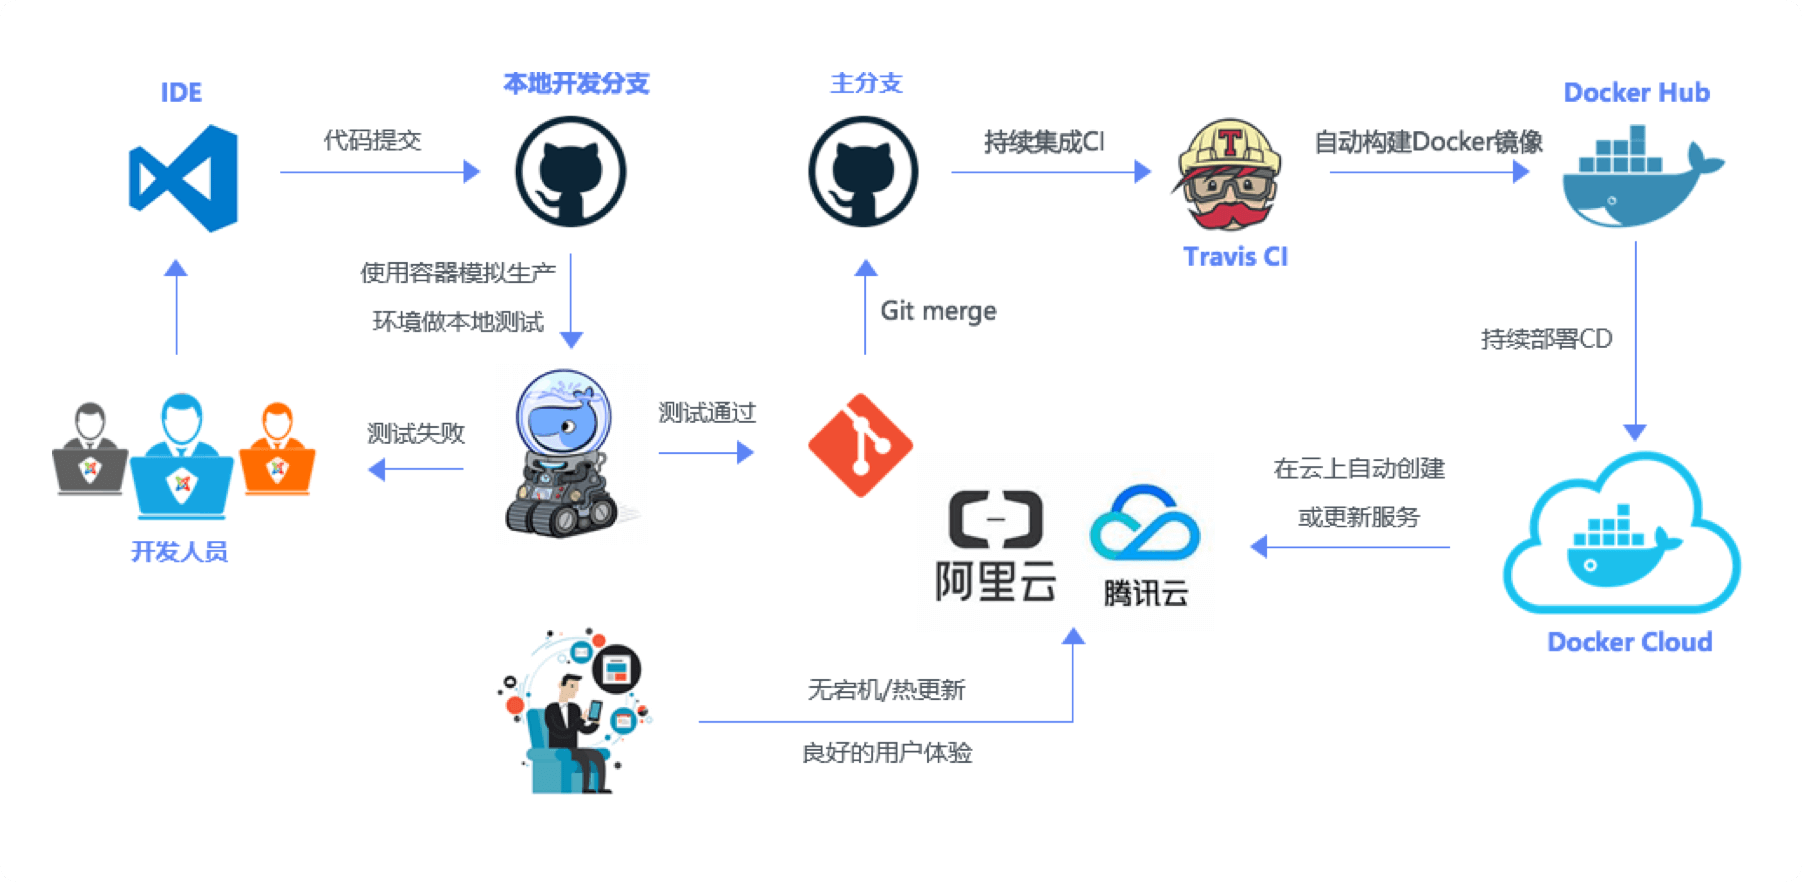 IDE
本地开发分支
主分支
Docker Hub
代码提交
持续集成CI
自动构建Docker镜像
T
Travis CI
使用容器模拟生产
环境做本地测试
Git merge
持续部署CD
测试失败
测试通过
开发人员
在云上自动创建
或更新服务
阿里云
腾讯云
Docker Cloud
无宕机/热更新
良好的用户体验